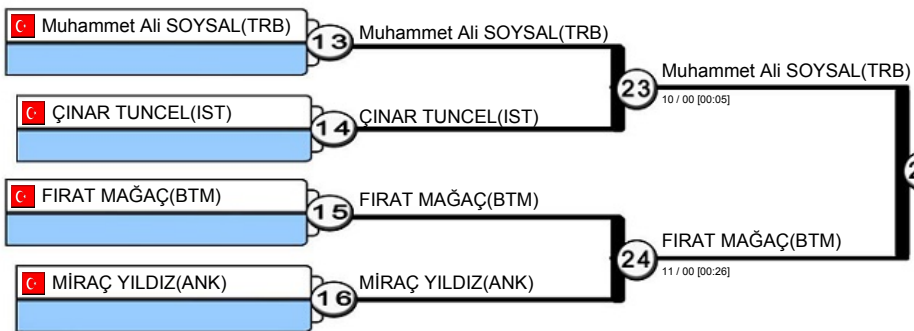 Muhammet Ali SOYSAL(TRB)
13
Muhammet Ali SOYSAL(TRB)
ÇINAR TUNCEL(IST)
14
ÇINAR TUNCEL(IST)
23
Muhammet Ali SOYSAL(TRB)
10 / 00 [00:05]
FIRAT MAĞAÇ(BTM)
15
FIRAT MAĞAÇ(BTM)
MİRAÇ YILDIZ(ANK)
16
MİRAÇ YILDIZ(ANK)
24
FIRAT MAĞAÇ(BTM)
11 / 00 [00:26]